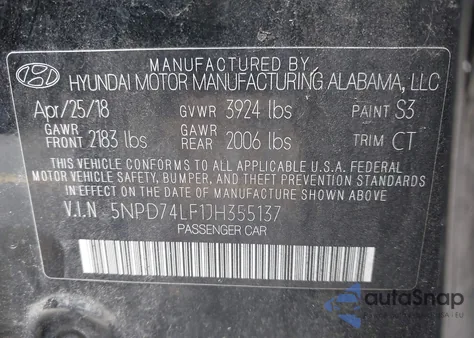 MANUFACTURED BY
HYUNDAI MOTOR MANUFACTURING ALABAMA, LLC
Apr/25/18 GVWR 3924 lbs PAINT S3
GAWR FRONT 2183 lbs GAWR REAR 2006 lbs TRIM CT
THIS VEHICLE CONFORMS TO ALL APPLICABLE U.S.A. FEDERAL
MOTOR VEHICLE SAFETY, BUMPER, AND THEFT PREVENTION STANDARDS
IN EFFECT ON THE DATE OF MANUFACTURE SHOWN ABOVE.
V.I.N 5NPD74LF1JH355137
PASSENGER CAR
autoSnap